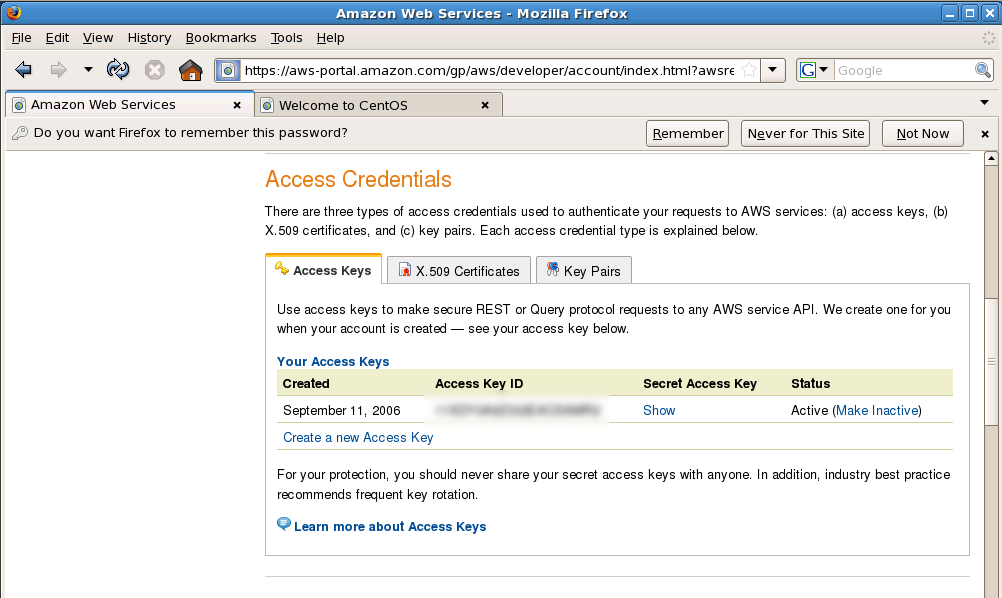 Amazon Web Services - Mozilla Firefox
File Edit View History Bookmarks Tools Help
https://aws-portal.amazon.com/gp/aws/developer/account/index.html?awsre
G Google
Amazon Web Services
Welcome to CentOS
Do you want Firefox to remember this password? Remember Never for This Site Not Now
Access Credentials
There are three types of access credentials used to authenticate your requests to AWS services: (a) access keys, (b)
X.509 certificates, and (c) key pairs. Each access credential type is explained below.
Access Keys X.509 Certificates Key Pairs
Use access keys to make secure REST or Query protocol requests to any AWS service API. We create one for you
when your account is created — see your access key below.
Your Access Keys
Created Access Key ID Secret Access Key Status
September 11, 2006 Show Active (Make Inactive)
Create a new Access Key
For your protection, you should never share your secret access keys with anyone. In addition, industry best practice
recommends frequent key rotation.
Learn more about Access Keys